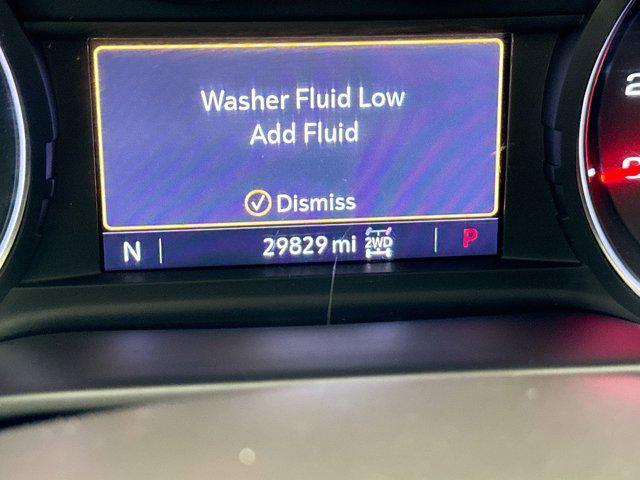 Washer Fluid Low
Add Fluid
Dismiss
N 29829 mi 2WD P